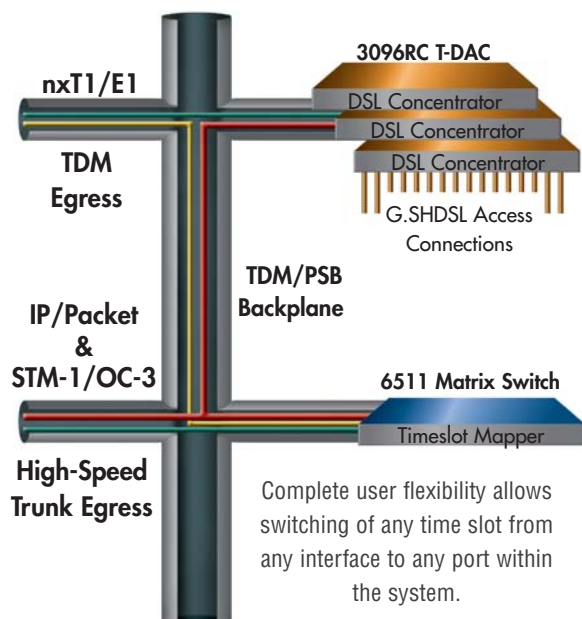 nxT1/E1
TDM
Egress
3096RC T-DAC
DSL Concentrator
DSL Concentrator
DSL Concentrator
G.SHDSL Access
Connections
TDM/PSB
Backplane
IP/Packet
&
STM-1/OC-3
High-Speed
Trunk Egress
6511 Matrix Switch
Timeslot Mapper
Complete user flexibility allows
switching of any time slot from
any interface to any port within
the system.